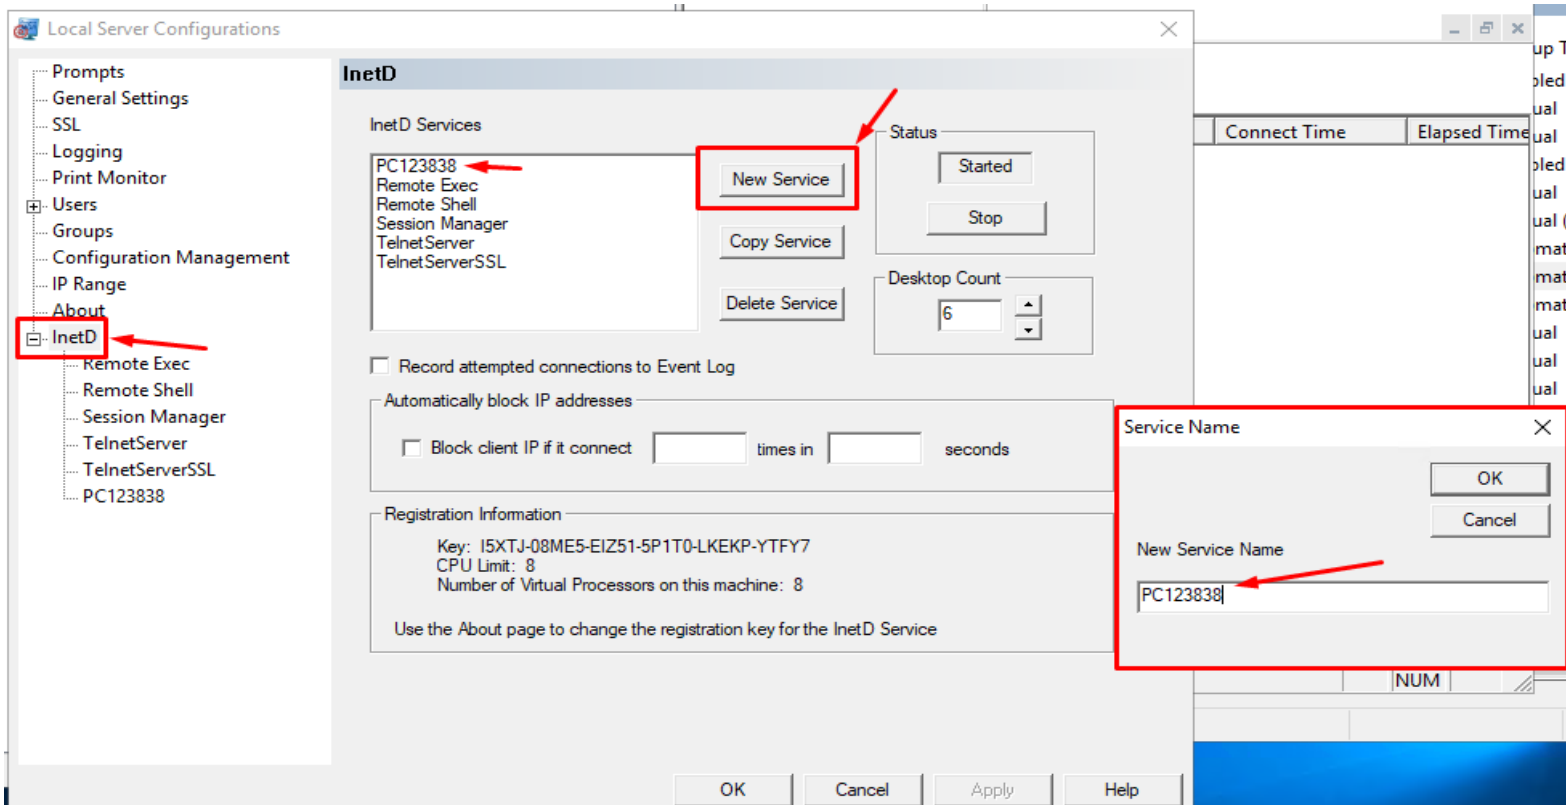 Local Server Configurations
Prompts
General Settings
SSL
Logging
Print Monitor
Users
Groups
Configuration Management
IP Range
About
InetD
Remote Exec
Remote Shell
Session Manager
TelnetServer
TelnetServerSSL
PC123838
InetD
InetD Services
PC123838
Remote Exec
Remote Shell
Session Manager
TelnetServer
TelnetServerSSL
New Service
Copy Service
Delete Service
Status
Started
Stop
Desktop Count
6
Record attempted connections to Event Log
Automatically block IP addresses
Block client IP if it connect times in seconds
Registration Information
Key: I5XTJ-08ME5-EIZ51-5P1T0-LKEKP-YTFY7
CPU Limit: 8
Number of Virtual Processors on this machine: 8
Use the About page to change the registration key for the InetD Service
OK Cancel Apply Help
Connect Time Elapsed Time
Service Name
OK
Cancel
New Service Name
PC123838
NUM